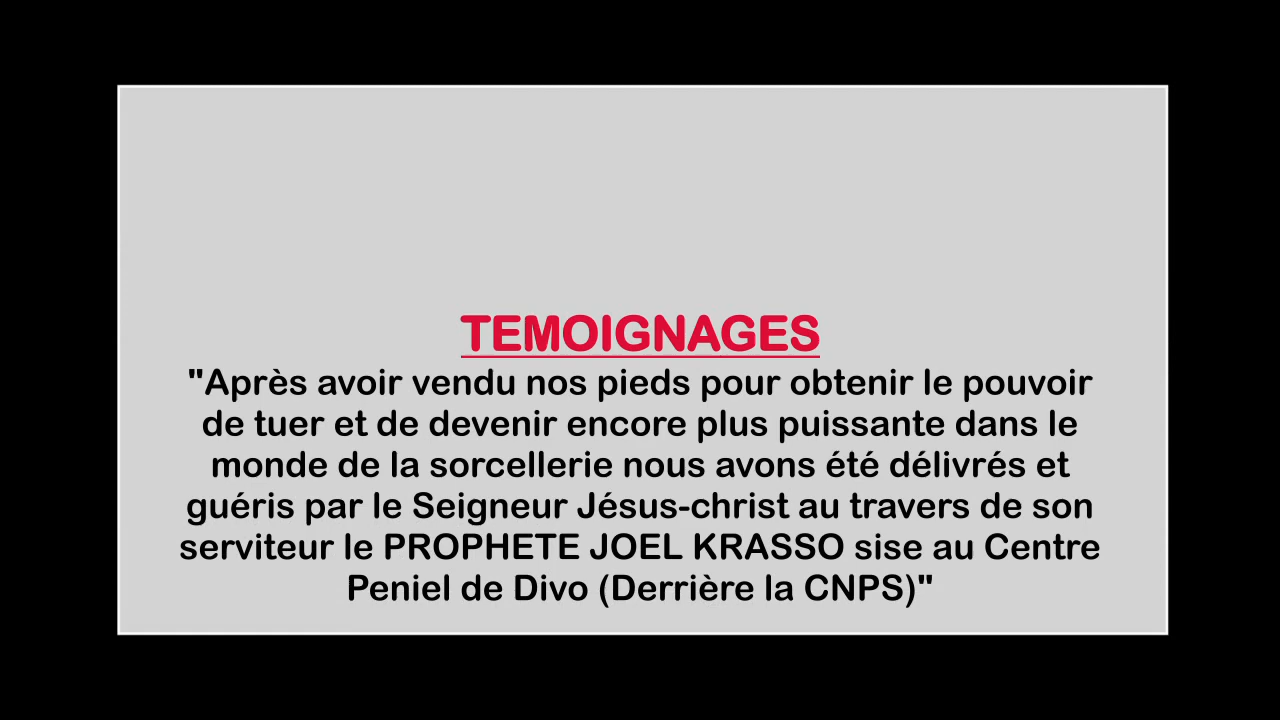 TEMOIGNAGES
"Après avoir vendu nos pieds pour obtenir le pouvoir
de tuer et de devenir encore plus puissante dans le
monde de la sorcellerie nous avons été délivrés et
guéris par le Seigneur Jésus-christ au travers de son
serviteur le PROPHETE JOEL KRASSO sise au Centre
Peniel de Divo (Derrière la CNPS)"